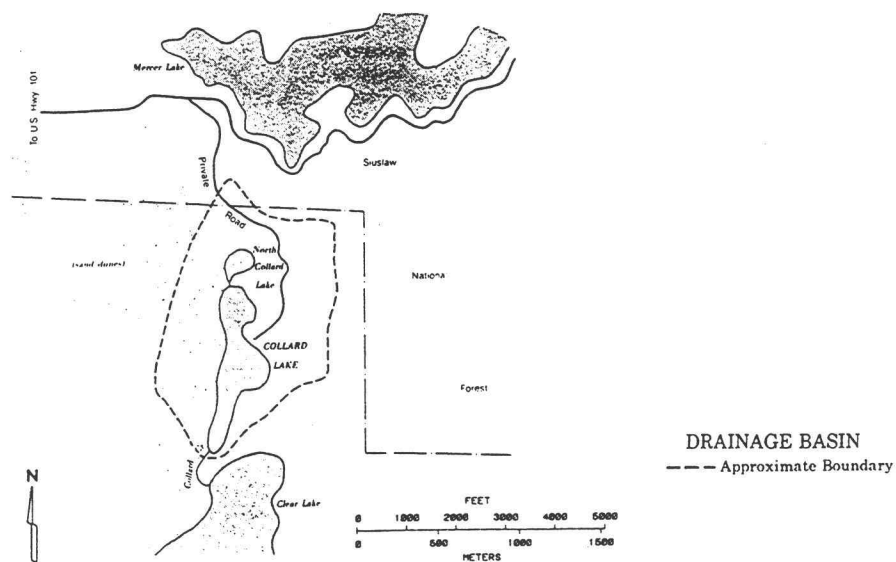 Mercer Lake
To U.S. Hwy 101
Siuslaw
Private
Road
(sand dunes)
North
Collard
Lake
National
COLLARD
LAKE
Forest
DRAINAGE BASIN
Approximate Boundary
N
Collard
Clear Lake
FEET
0 1000 2000 3000 4000 5000
0 500 1000 1500
METERS